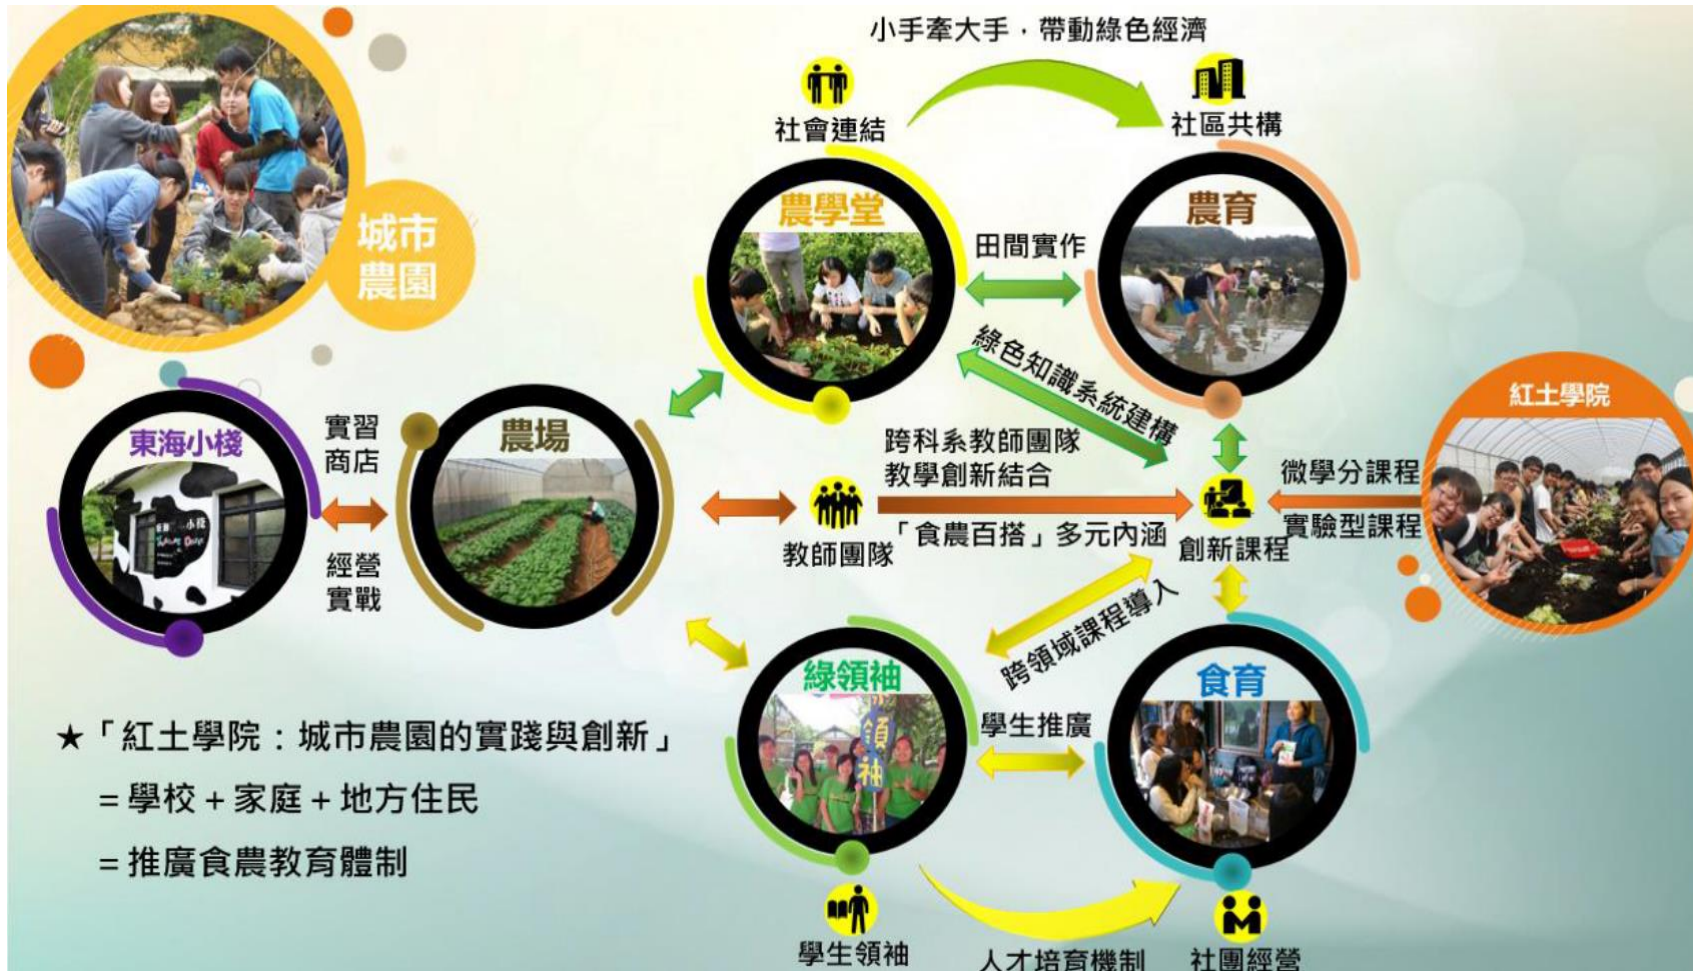 小手牽大手，帶動綠色經濟
社會連結
社區共構
城市
農園
農學堂
田間實作
農育
綠色知識系統建構
東海小棧
實習
商店
經營
實戰
農場
跨科系教師團隊
教學創新結合
「食農百搭」多元內涵
教師團隊
創新課程
微學分課程
實驗型課程
紅土學院
跨領域課程導入
綠領袖
領
袖
學生推廣
食育
★「紅土學院：城市農園的實踐與創新」
=學校+家庭+地方住民
=推廣食農教育體制
學生領袖
人才培育機制
社團經營